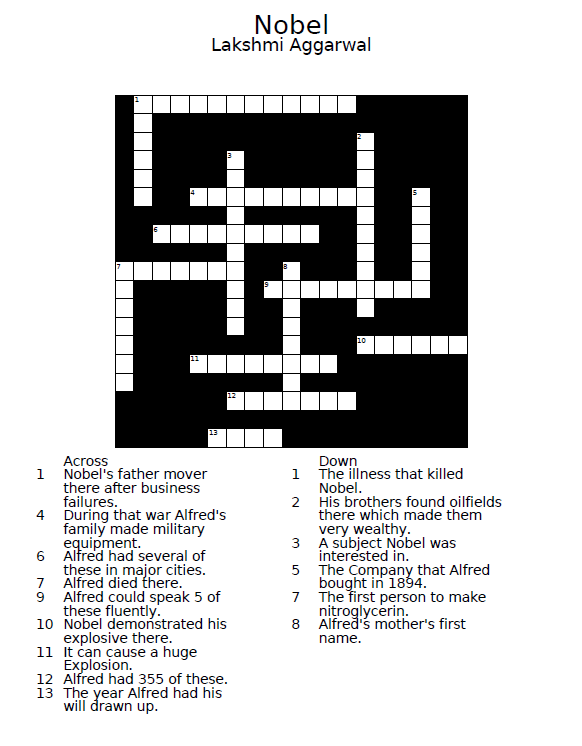 Nobel
Lakshmi Aggarwal
1
2
3
4
5
6
7
8
9
10
11
12
13
Across
1 Nobel's father mover
there after business
failures.
4 During that war Alfred's
family made military
equipment.
6 Alfred had several of
these in major cities.
7 Alfred died there.
9 Alfred could speak 5 of
these fluently.
10 Nobel demonstrated his
explosive there.
11 It can cause a huge
Explosion.
12 Alfred had 355 of these.
13 The year Alfred had his
will drawn up.
Down
1 The illness that killed
Nobel.
2 His brothers found oilfields
there which made them
very wealthy.
3 A subject Nobel was
interested in.
5 The Company that Alfred
bought in 1894.
7 The first person to make
nitroglycerin.
8 Alfred's mother's first
name.